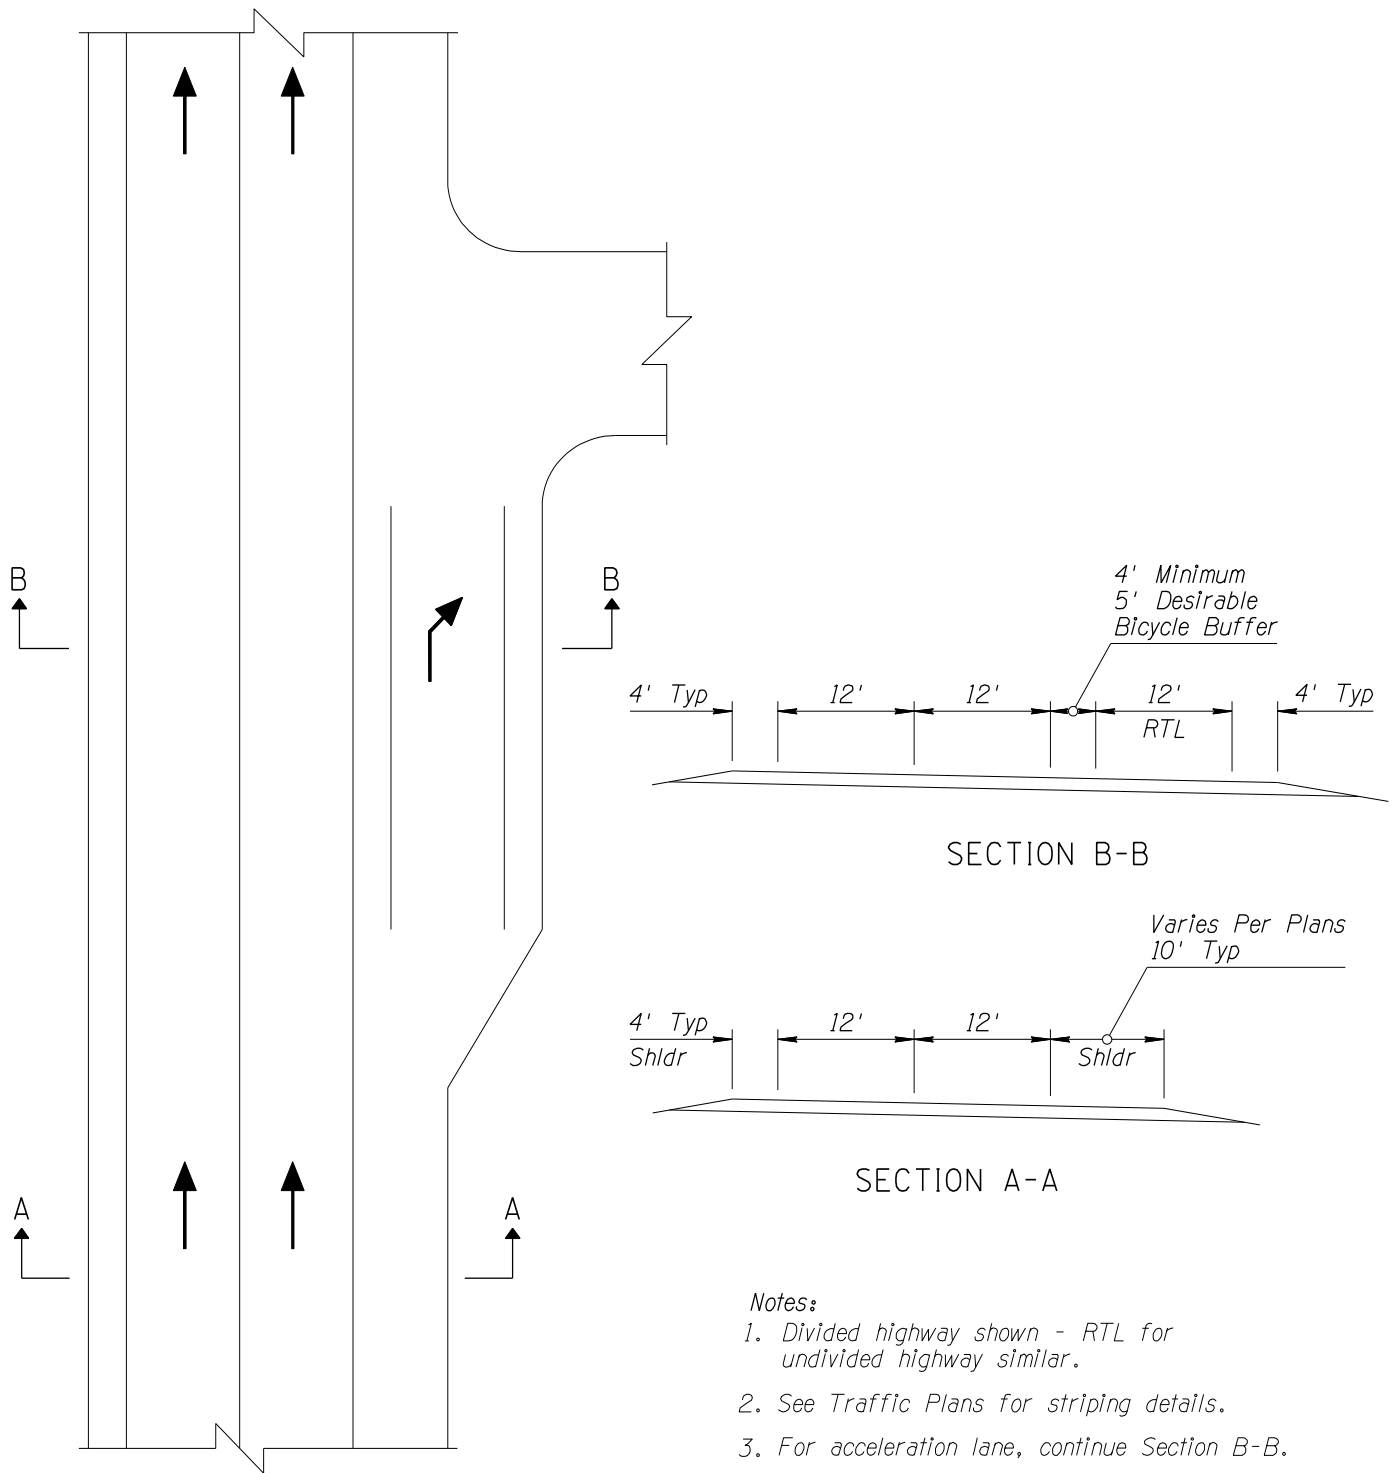 B
B
A
A
4' Minimum
5' Desirable
Bicycle Buffer
4' Typ
12'
12'
12'
4' Typ
RTL
SECTION B-B
Varies Per Plans
10' Typ
4' Typ
12'
12'
Shldr
Shldr
SECTION A-A
Notes:
1. Divided highway shown - RTL for
undivided highway similar.
2. See Traffic Plans for striping details.
3. For acceleration lane, continue Section B-B.